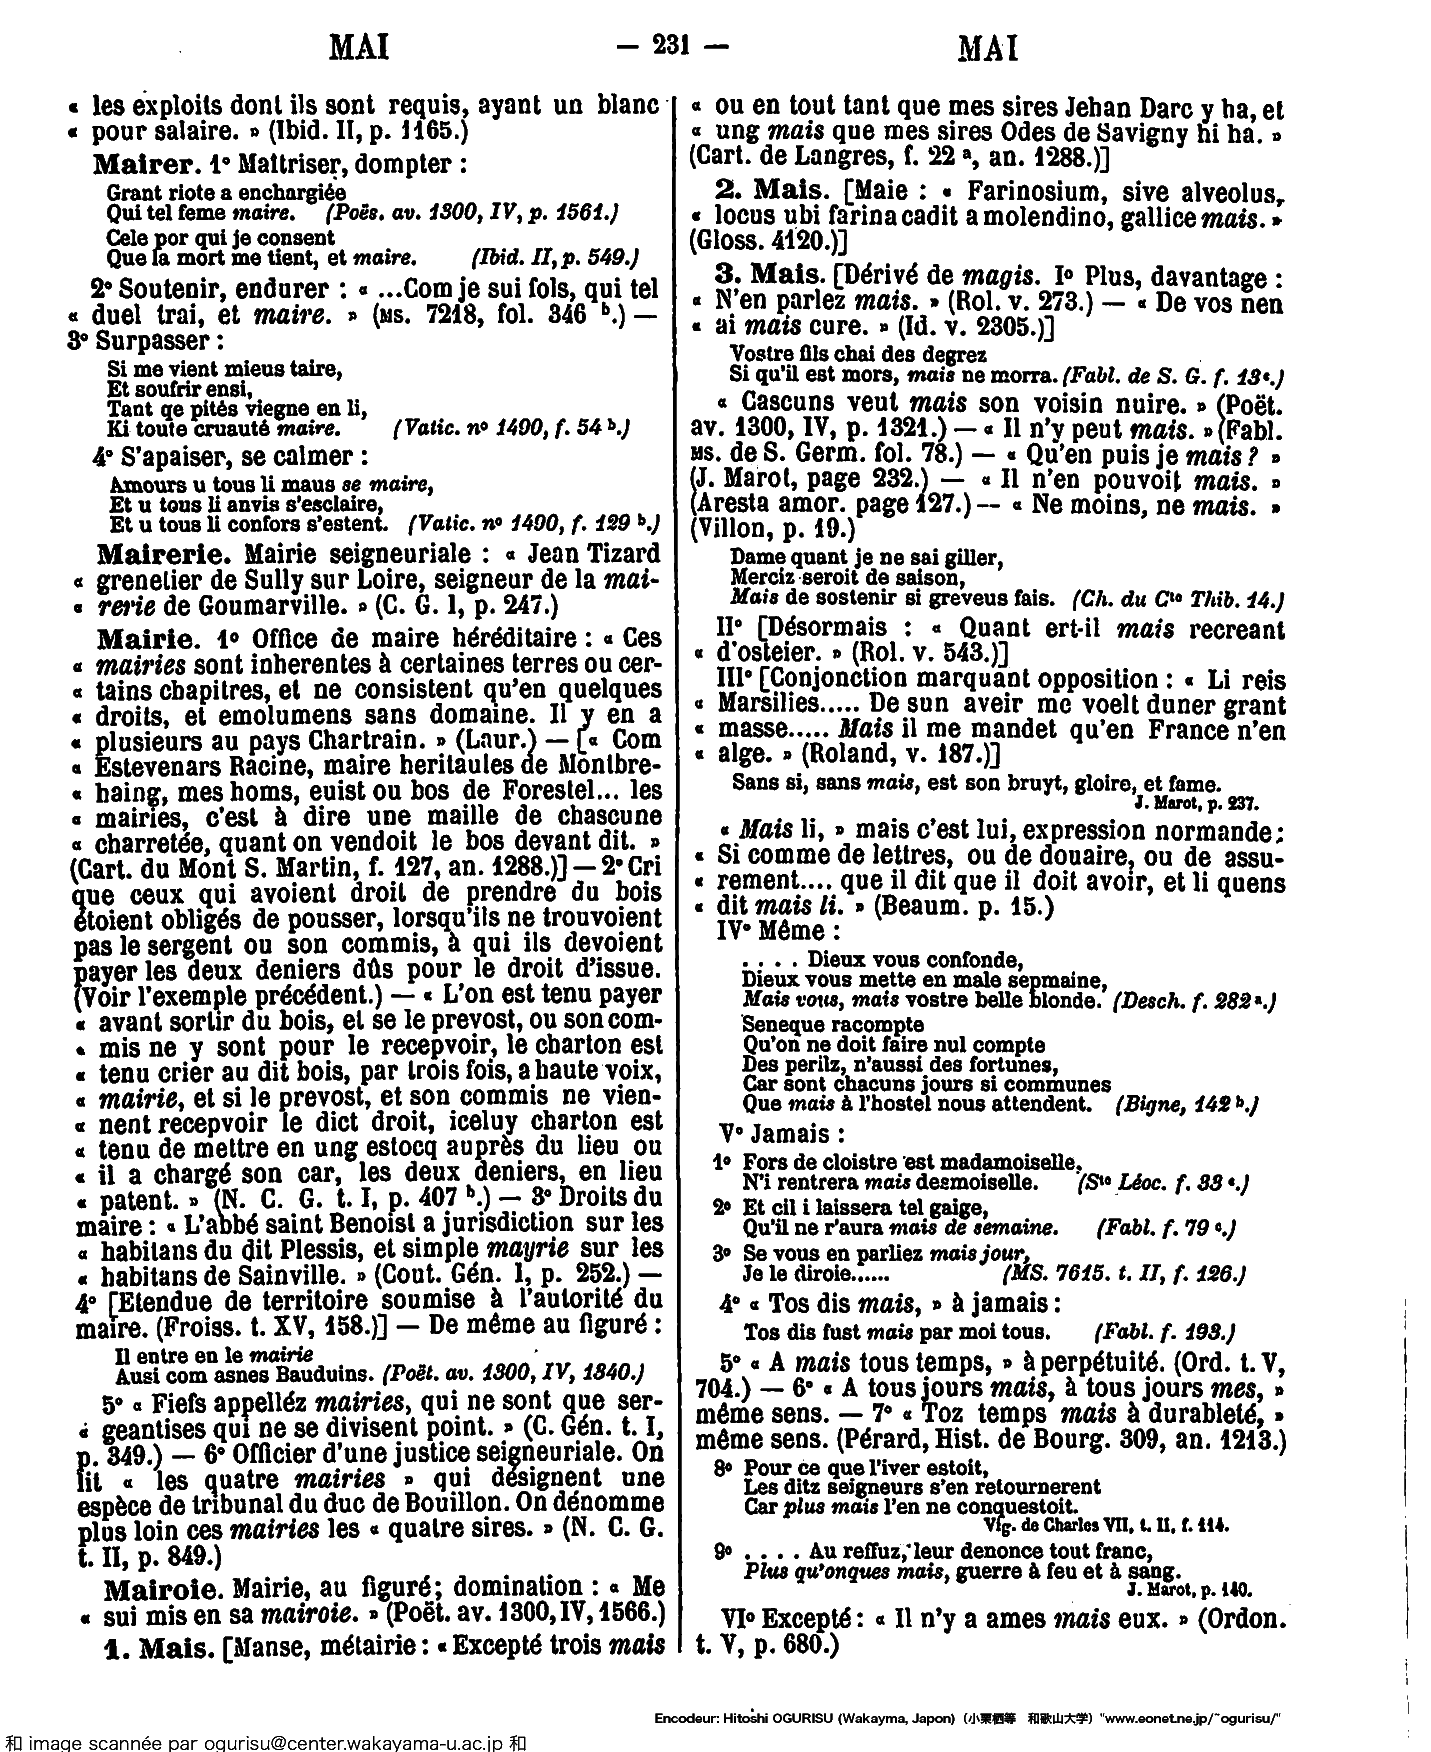 MAI — 231 — MAI
« les exploits dont ils sont requis, ayant un blanc
« pour salaire. » (Ibid. II, p. 1165.)
Mairer. 1° Maîtriser, dompter :
Grant riote a enchargiée
Qui tel feme maire. (Poës. av. 1300, IV, p. 1561.)
Cele por qui je consent
Que la mort me tient, et maire. (Ibid. II, p. 549.)
2° Soutenir, endurer : « ...Com je sui fols, qui tel
« duel trai, et maire. » (MS. 7218, fol. 346 b.) —
3° Surpasser :
Si me vient mieus taire,
Et soufrir ensi,
Tant qe pités viegne en li,
Ki toute cruauté maire. (Vatic. n° 1490, f. 54 b.)
4° S'apaiser, se calmer :
Amours u tous li maus se maire,
Et u tous li anvis s'esclaire,
Et u tous li confors s'estent. (Vatic. n° 1490, f. 129 b.)
Mairerie. Mairie seigneuriale : « Jean Tizard
« grenetier de Sully sur Loire, seigneur de la mai-
« rerie de Goumarville. » (C. G. I, p. 247.)
Mairie. 1° Office de maire héréditaire : « Ces
« mairies sont inherentes à certaines terres ou cer-
« tains chapitres, et ne consistent qu'en quelques
« droits, et emolumens sans domaine. Il y en a
« plusieurs au pays Chartrain. » (Laur.) — [« Com
« Estevenars Racine, maire heritaules de Montbre-
« haing, mes homs, euist ou bos de Forestel... les
« mairies, c'est à dire une maille de chascune
« charretée, quant on vendoit le bos devant dit. »
(Cart. du Mont S. Martin, f. 127, an. 1288.)] — 2° Cri
que ceux qui avoient droit de prendre du bois
étoient obligés de pousser, lorsqu'ils ne trouvoient
pas le sergent ou son commis, à qui ils devoient
payer les deux deniers dûs pour le droit d'issue.
(Voir l'exemple précédent.) — « L'on est tenu payer
« avant sortir du bois, et se le prevost, ou son com-
« mis ne y sont pour le recepvoir, le charton est
« tenu crier au dit bois, par trois fois, a haute voix,
« mairie, et si le prevost, et son commis ne vien-
« nent recepvoir le dict droit, iceluy charton est
« tenu de mettre en ung estocq auprès du lieu ou
« il a chargé son car, les deux deniers, en lieu
« patent. » (N. C. G. t. I, p. 407 b.) — 3° Droits du
maire : « L'abbé saint Benoist a jurisdiction sur les
« habitans du dit Plessis, et simple mayrie sur les
« habitans de Sainville. » (Cout. Gén. I, p. 252.) —
4° [Etendue de territoire soumise à l'autorité du
maire. (Froiss. t. XV, 158.)] — De même au figuré :
Il entre en le mairie
Ausi com asnes Bauduins. (Poët. av. 1300, IV, 1340.)
5° « Fiefs appelléz mairies, qui ne sont que ser-
« geantises qui ne se divisent point. » (C. Gén. t. I,
p. 349.) — 6° Officier d'une justice seigneuriale. On
lit « les quatre mairies » qui désignent une
espèce de tribunal du duc de Bouillon. On dénomme
plus loin ces mairies les « quatre sires. » (N. C. G.
t. II, p. 849.)
Mairoie. Mairie, au figuré; domination : « Me
« sui mis en sa mairoie. » (Poët. av. 1300, IV, 1566.)
1. Mais. [Manse, métairie : « Excepté trois mais
« ou en tout tant que mes sires Jehan Darc y ha, et
« ung mais que mes sires Odes de Savigny hi ha. »
(Cart. de Langres, f. 22 a, an. 1288.)]
2. Mais. [Maie : « Farinosium, sive alveolus,
« locus ubi farina cadit a molendino, gallice mais. »
(Gloss. 4120.)]
3. Mais. [Dérivé de magis. I° Plus, davantage :
« N'en parlez mais. » (Rol. v. 273.) — « De vos nen
« ai mais cure. » (Id. v. 2305.)]
Vostre fils chai des degrez
Si qu'il est mors, mais ne morra. (Fabl. de S. G. f. 13 c.)
« Cascuns veut mais son voisin nuire. » (Poët.
av. 1300, IV, p. 1321.) — « Il n'y peut mais. » (Fabl.
MS. de S. Germ. fol. 78.) — « Qu'en puis je mais ? »
(J. Marot, page 232.) — « Il n'en pouvoit mais. »
(Aresta amor. page 127.) — « Ne moins, ne mais. »
(Villon, p. 19.)
Dame quant je ne sai giller,
Merciz seroit de saison,
Mais de sostenir si greveus fais. (Ch. du Cte Thib. 14.)
II° [Désormais : « Quant ert-il mais recreant
« d'osteier. » (Rol. v. 543.)]
III° [Conjonction marquant opposition : « Li reis
« Marsilies..... De sun aveir me voelt duner grant
« masse..... Mais il me mandet qu'en France n'en
« alge. » (Roland, v. 187.)]
Sans si, sans mais, est son bruyt, gloire, et fame.
J. Marot, p. 237.
« Mais li, » mais c'est lui, expression normande :
« Si comme de lettres, ou de douaire, ou de assu-
« rement.... que il dit que il doit avoir, et li quens
« dit mais li. » (Beaum. p. 15.)
IV° Même :
. . . . Dieux vous confonde,
Dieux vous mette en male sepmaine,
Mais vous, mais vostre belle blonde. (Desch. f. 282 a.)
Seneque racompte
Qu'on ne doit faire nul compte
Des perilz, n'aussi des fortunes,
Car sont chacuns jours si communes
Que mais à l'hostel nous attendent. (Bigne, 142 b.)
V° Jamais :
1° Fors de cloistre est madamoiselle,
N'i rentrera mais desmoiselle. (Ste Léoc. f. 33 c.)
2° Et cil i laissera tel gaige,
Qu'il ne r'aura mais de semaine. (Fabl. f. 79 c.)
3° Se vous en parliez mais jour,
Je le diroie...... (MS. 7615. t. II, f. 126.)
4° « Tos dis mais, » à jamais :
Tos dis fust mais par moi tous. (Fabl. f. 193.)
5° « A mais tous temps, » à perpétuité. (Ord. t. V,
704.) — 6° « A tous jours mais, à tous jours mes, »
même sens. — 7° « Toz temps mais à durableté, »
même sens. (Pérard, Hist. de Bourg. 309, an. 1213.)
8° Pour ce que l'iver estoit,
Les ditz seigneurs s'en retournerent
Car plus mais l'en ne conquestoit.
Vig. de Charles VII, t. II, f. 114.
9° . . . . Au reffuz, leur denonce tout franc,
Plus qu'onques mais, guerre à feu et à sang.
J. Marot, p. 140.
VI° Excepté : « Il n'y a ames mais eux. » (Ordon.
t. V, p. 680.)
Encodeur: Hitoshi OGURISU (Wakayma, Japon) (小栗栖等 和歌山大学) "www.eonet.ne.jp/~ogurisu/"
和 image scannée par ogurisu@center.wakayama-u.ac.jp 和